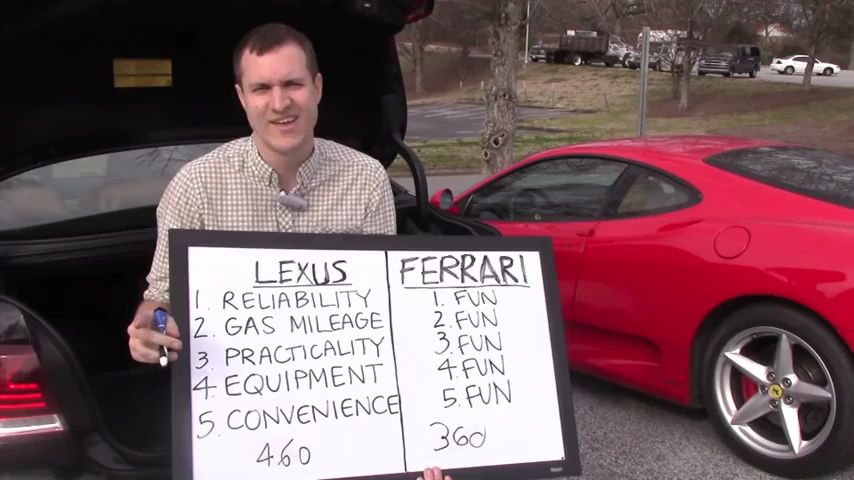 LEXUS
1. RELIABILITY
2. GAS MILEAGE
3. PRACTICALITY
4. EQUIPMENT
5. CONVENIENCE
460
FERRARI
1. FUN
2. FUN
3. FUN
4. FUN
5. FUN
360